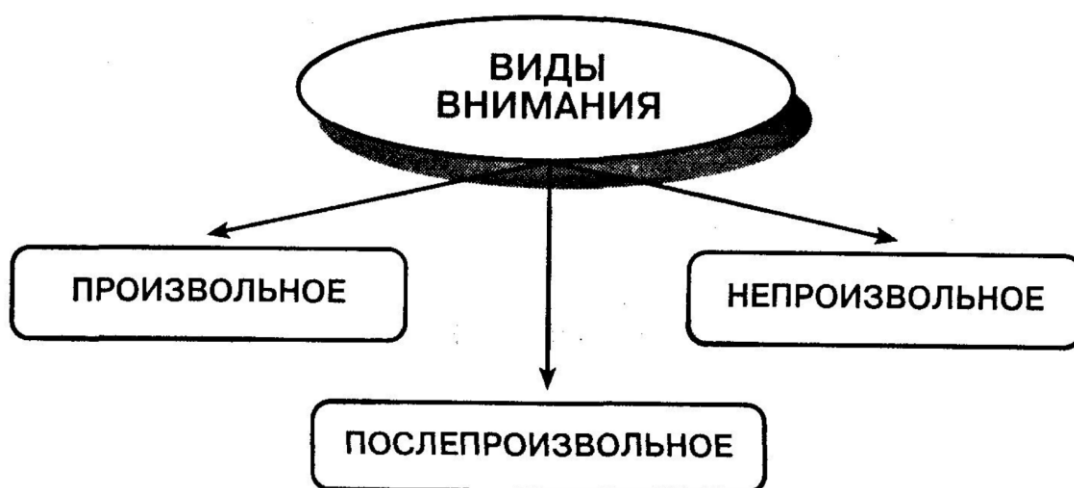 ВИДЫ
ВНИМАНИЯ
ПРОИЗВОЛЬНОЕ
НЕПРОИЗВОЛЬНОЕ
ПОСЛЕПРОИЗВОЛЬНОЕ